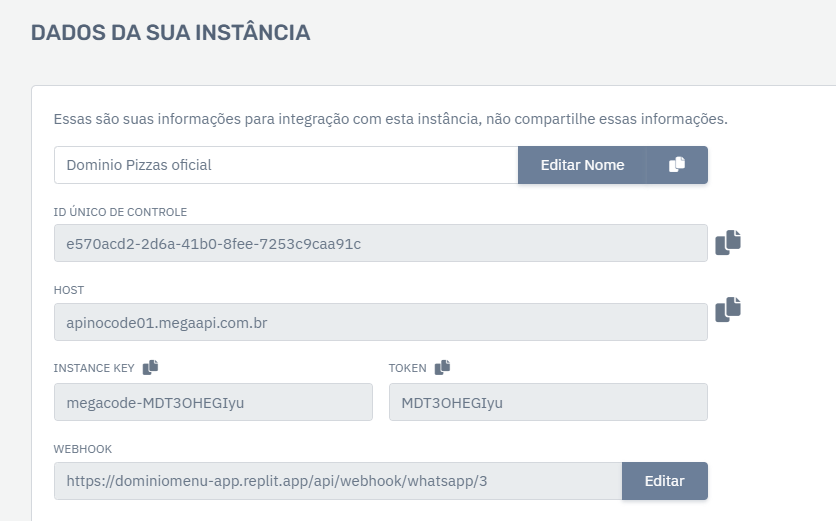 DADOS DA SUA INSTÂNCIA
Essas são suas informações para integração com esta instância, não compartilhe essas informações.
Dominio Pizzas oficial
Editar Nome
ID ÚNICO DE CONTROLE
e570acd2-2d6a-41b0-8fee-7253c9caa91c
HOST
apinocode01.megaapi.com.br
INSTANCE KEY
TOKEN
megacode-MDT3OHEGIyu
MDT3OHEGIyu
WEBHOOK
https://dominiomenu-app.replit.app/api/webhook/whatsapp/3
Editar